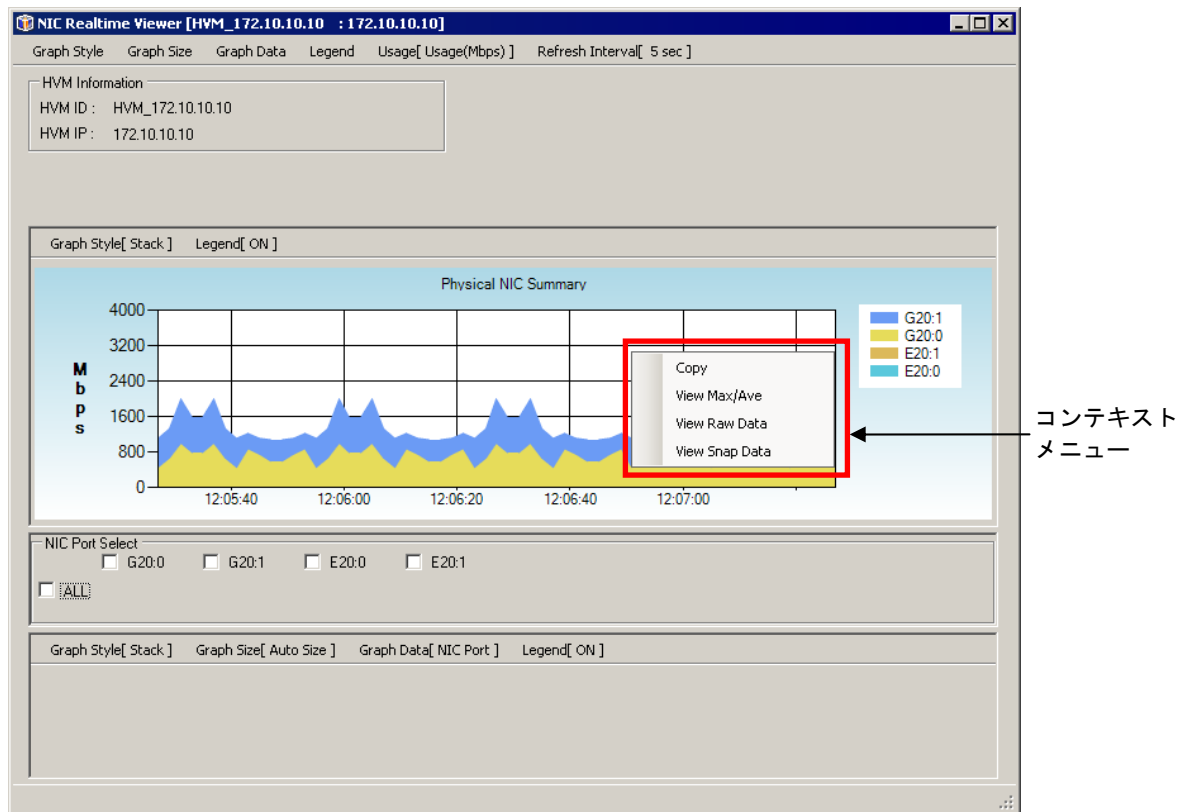 NIC Realtime Viewer [HVM_172.10.10.10 : 172.10.10.10]
Graph Style Graph Size Graph Data Legend Usage[ Usage(Mbps) ] Refresh Interval[ 5 sec ]
HVM Information
HVM ID : HVM_172.10.10.10
HVM IP : 172.10.10.10
Graph Style[ Stack ] Legend[ ON ]
Physical NIC Summary
Mbps
4000
3200
2400
1600
800
0
12:05:40 12:06:00 12:06:20 12:06:40 12:07:00
G20:1
G20:0
E20:1
E20:0
Copy
View Max/Ave
View Raw Data
View Snap Data
コンテキスト
メニュー
NIC Port Select
G20:0 G20:1 E20:0 E20:1
ALL
Graph Style[ Stack ] Graph Size[ Auto Size ] Graph Data[ NIC Port ] Legend[ ON ]